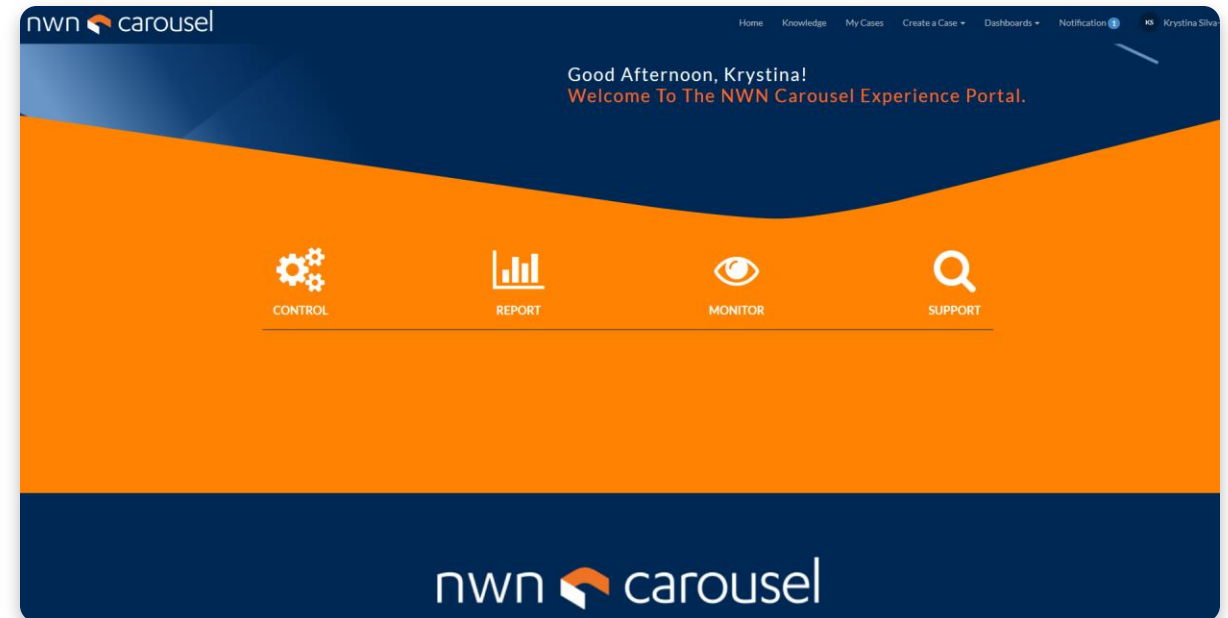 nwn carousel
Home Knowledge My Cases Create a Case Dashboards Notification 1 KS Krystina Silva-
Good Afternoon, Krystina!
Welcome To The NWN Carousel Experience Portal.
CONTROL REPORT MONITOR SUPPORT
nwn carousel